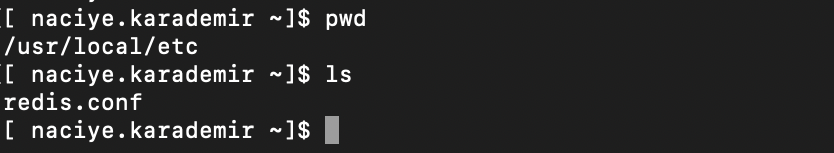 [[ naciye.karademir ~]$ pwd
/usr/local/etc
[[ naciye.karademir ~]$ ls
redis.conf
[ naciye.karademir ~]$